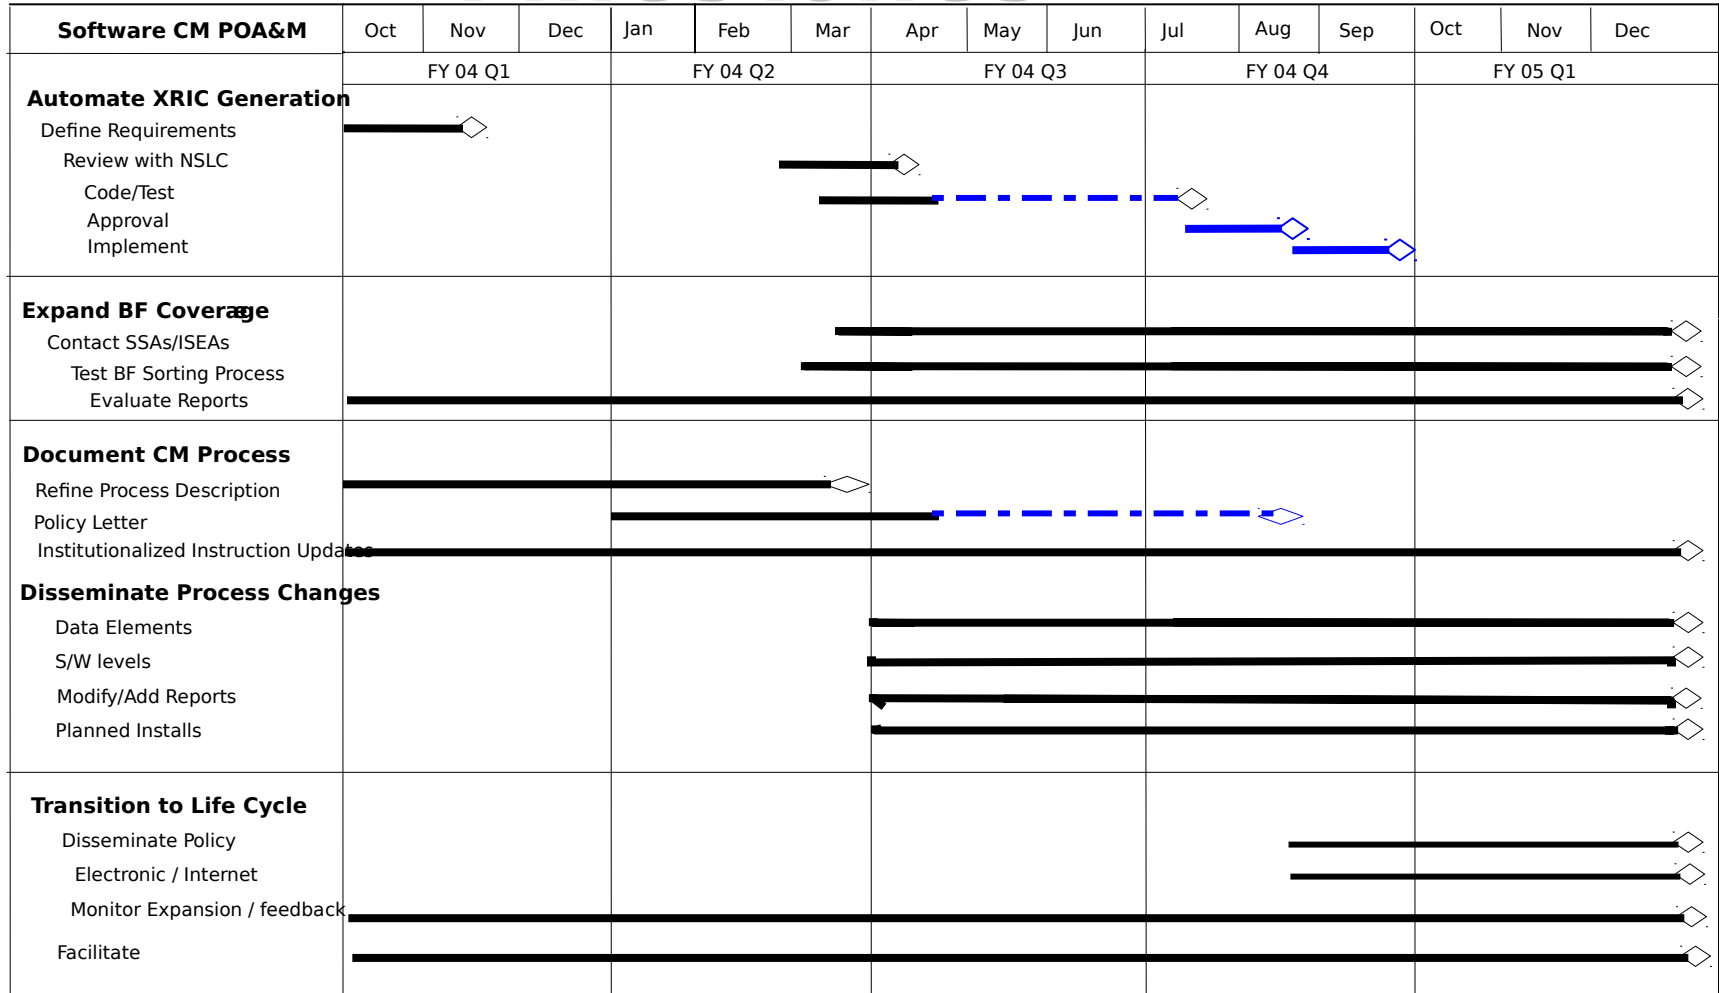 Software CM POA&M Oct Nov Dec Jan Feb Mar Apr May Jun Jul Aug Sep Oct Nov Dec
FY 04 Q1 FY 04 Q2 FY 04 Q3 FY 04 Q4 FY 05 Q1
Automate XRIC Generation
Define Requirements
Review with NSLC
Code/Test
Approval
Implement
Expand BF Coverage
Contact SSAs/ISEAs
Test BF Sorting Process
Evaluate Reports
Document CM Process
Refine Process Description
Policy Letter
Institutionalized Instruction Updates
Disseminate Process Changes
Data Elements
S/W levels
Modify/Add Reports
Planned Installs
Transition to Life Cycle
Disseminate Policy
Electronic / Internet
Monitor Expansion / feedback
Facilitate